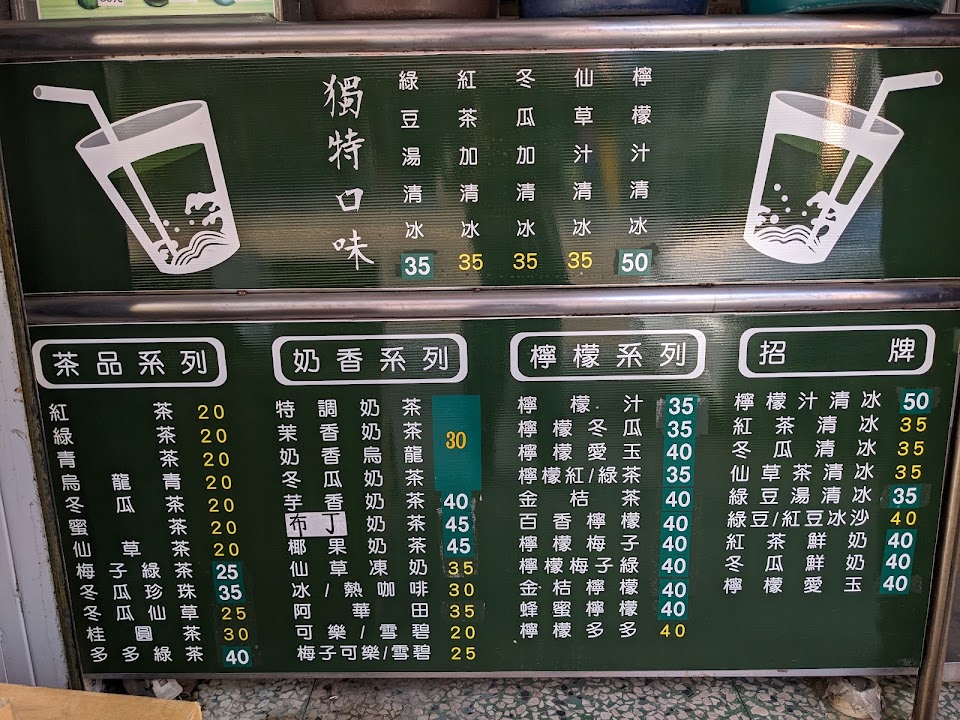 獨特口味
綠豆湯清冰 35
紅茶加清冰 35
冬瓜加清冰 35
仙草汁清冰 35
檸檬汁清冰 50
茶品系列
紅茶 20
綠茶 20
青茶 20
烏龍青 20
冬瓜茶 20
蜜茶 20
仙草茶 20
梅子綠茶 25
冬瓜珍珠 35
冬瓜仙草 25
桂圓茶 30
多多綠茶 40
奶香系列
特調奶茶
茉香奶茶 30
奶香烏龍
冬瓜奶茶
芋香奶茶 40
布丁奶茶 45
椰果奶茶 45
仙草凍奶 35
冰/熱咖啡 30
阿華田 35
可樂/雪碧 20
梅子可樂/雪碧 25
檸檬系列
檸檬汁 35
檸檬冬瓜 35
檸檬愛玉 40
檸檬紅/綠茶 35
金桔茶 40
百香檸檬 40
檸檬梅子 40
檸檬梅子綠 40
金桔檸檬 40
蜂蜜檸檬 40
檸檬多多 40
招牌
檸檬汁清冰 50
紅茶清冰 35
冬瓜清冰 35
仙草茶清冰 35
綠豆湯清冰 35
綠豆/紅豆冰沙 40
紅茶鮮奶 40
冬瓜鮮奶 40
檸檬愛玉 40